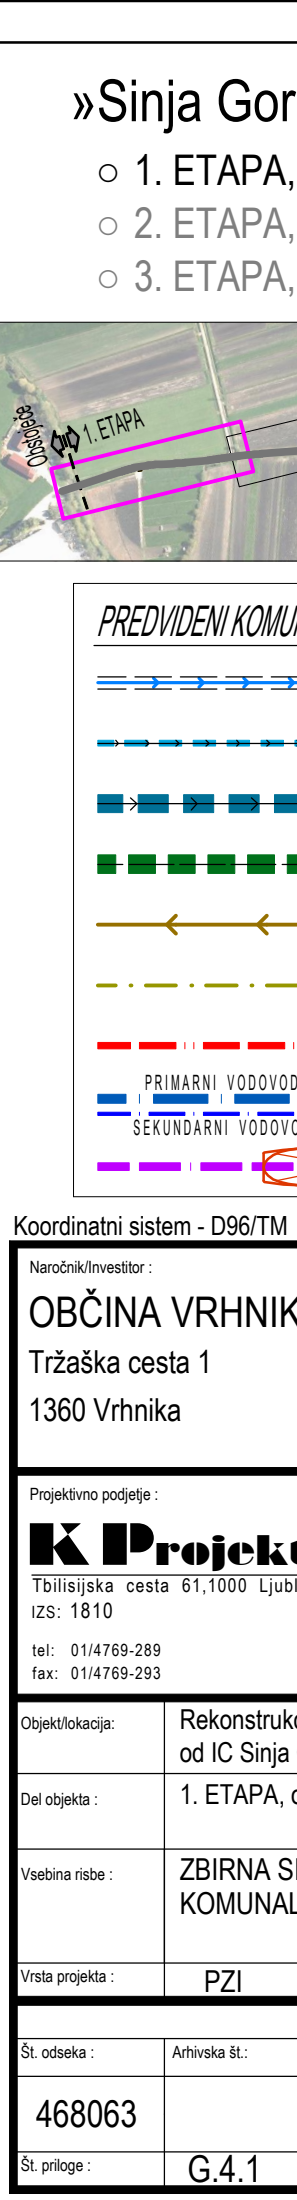 »Sinja Gor
○ 1. ETAPA,
○ 2. ETAPA,
○ 3. ETAPA,
Obstoječe
1. ETAPA
PREDVIDENI KOMU
PRIMARNI VODOVOD
SEKUNDARNI VODOVO
Koordinatni sistem - D96/TM
Naročnik/Investitor :
OBČINA VRHNIK
Tržaška cesta 1
1360 Vrhnika
Projektivno podjetje :
K Projekt
Tbilisijska cesta 61,1000 Ljubl
IZS: 1810
tel: 01/4769-289
fax: 01/4769-293
Objekt/lokacija:
Rekonstruk
od IC Sinja
Del objekta :
1. ETAPA,
Vsebina risbe :
ZBIRNA S
KOMUNAL
Vrsta projekta :
PZI
Št. odseka :
Arhivska št.:
468063
Št. priloge :
G.4.1